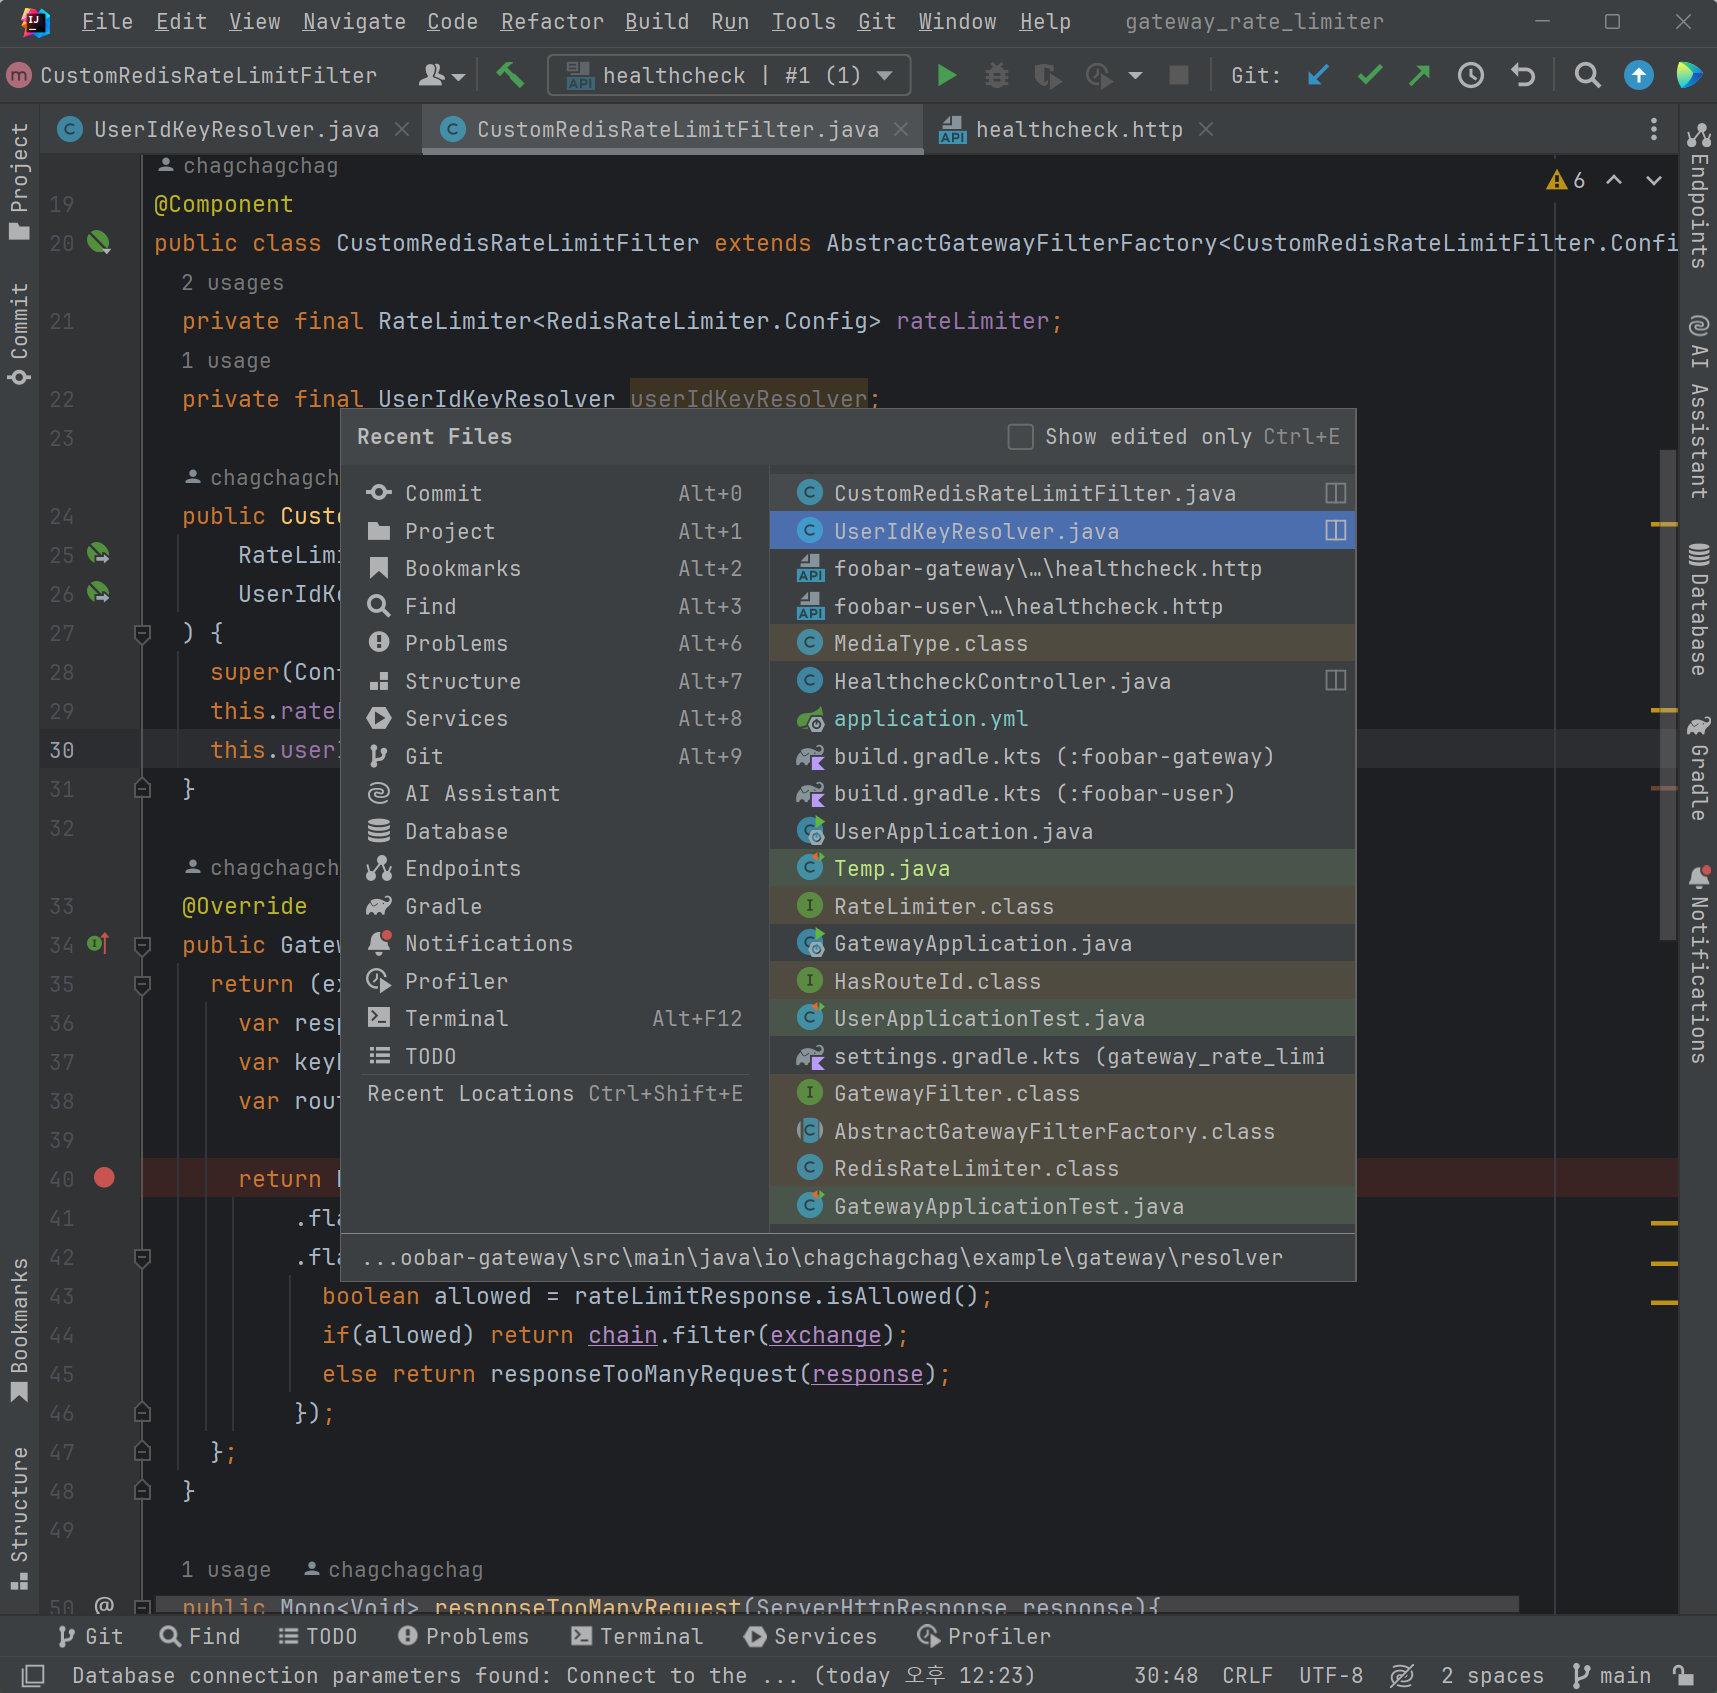 File Edit View Navigate Code Refactor Build Run Tools Git Window Help gateway_rate_limiter
CustomRedisRateLimitFilter healthcheck | #1 (1) Git:
UserIdKeyResolver.java CustomRedisRateLimitFilter.java healthcheck.http
Project
Commit
Bookmarks
Structure
chagchagchag
6
19 @Component
20 public class CustomRedisRateLimitFilter extends AbstractGatewayFilterFactory<CustomRedisRateLimitFilter.Confi
2 usages
21 private final RateLimiter<RedisRateLimiter.Config> rateLimiter;
1 usage
22 private final UserIdKeyResolver userIdKeyResolver;
23
chagchagch
24 public Custo
25 RateLim
26 UserIdK
27 ) {
28 super(Con
29 this.rate
30 this.user
31 }
32
chagchagch
33 @Override
34 public Gate
35 return (e
36 var res
37 var key
38 var rou
39
40 return
41 .fl
42 .fl
43 boolean allowed = rateLimitResponse.isAllowed();
44 if(allowed) return chain.filter(exchange);
45 else return responseTooManyRequest(response);
46 });
47 };
48 }
49
1 usage chagchagchag
50 public Mono<Void> responseTooManyRequest(ServerHttpResponse response){
Recent Files Show edited only Ctrl+E
Commit Alt+0
Project Alt+1
Bookmarks Alt+2
Find Alt+3
Problems Alt+6
Structure Alt+7
Services Alt+8
Git Alt+9
AI Assistant
Database
Endpoints
Gradle
Notifications
Profiler
Terminal Alt+F12
TODO
Recent Locations Ctrl+Shift+E
CustomRedisRateLimitFilter.java
UserIdKeyResolver.java
foobar-gateway\…\healthcheck.http
foobar-user\…\healthcheck.http
MediaType.class
HealthcheckController.java
application.yml
build.gradle.kts (:foobar-gateway)
build.gradle.kts (:foobar-user)
UserApplication.java
Temp.java
RateLimiter.class
GatewayApplication.java
HasRouteId.class
UserApplicationTest.java
settings.gradle.kts (gateway_rate_limi
GatewayFilter.class
AbstractGatewayFilterFactory.class
RedisRateLimiter.class
GatewayApplicationTest.java
...oobar-gateway\src\main\java\io\chagchagchag\example\gateway\resolver
Endpoints
AI Assistant
Database
Gradle
Notifications
Git Find TODO Problems Terminal Services Profiler
Database connection parameters found: Connect to the ... (today 오후 12:23) 30:48 CRLF UTF-8 2 spaces main